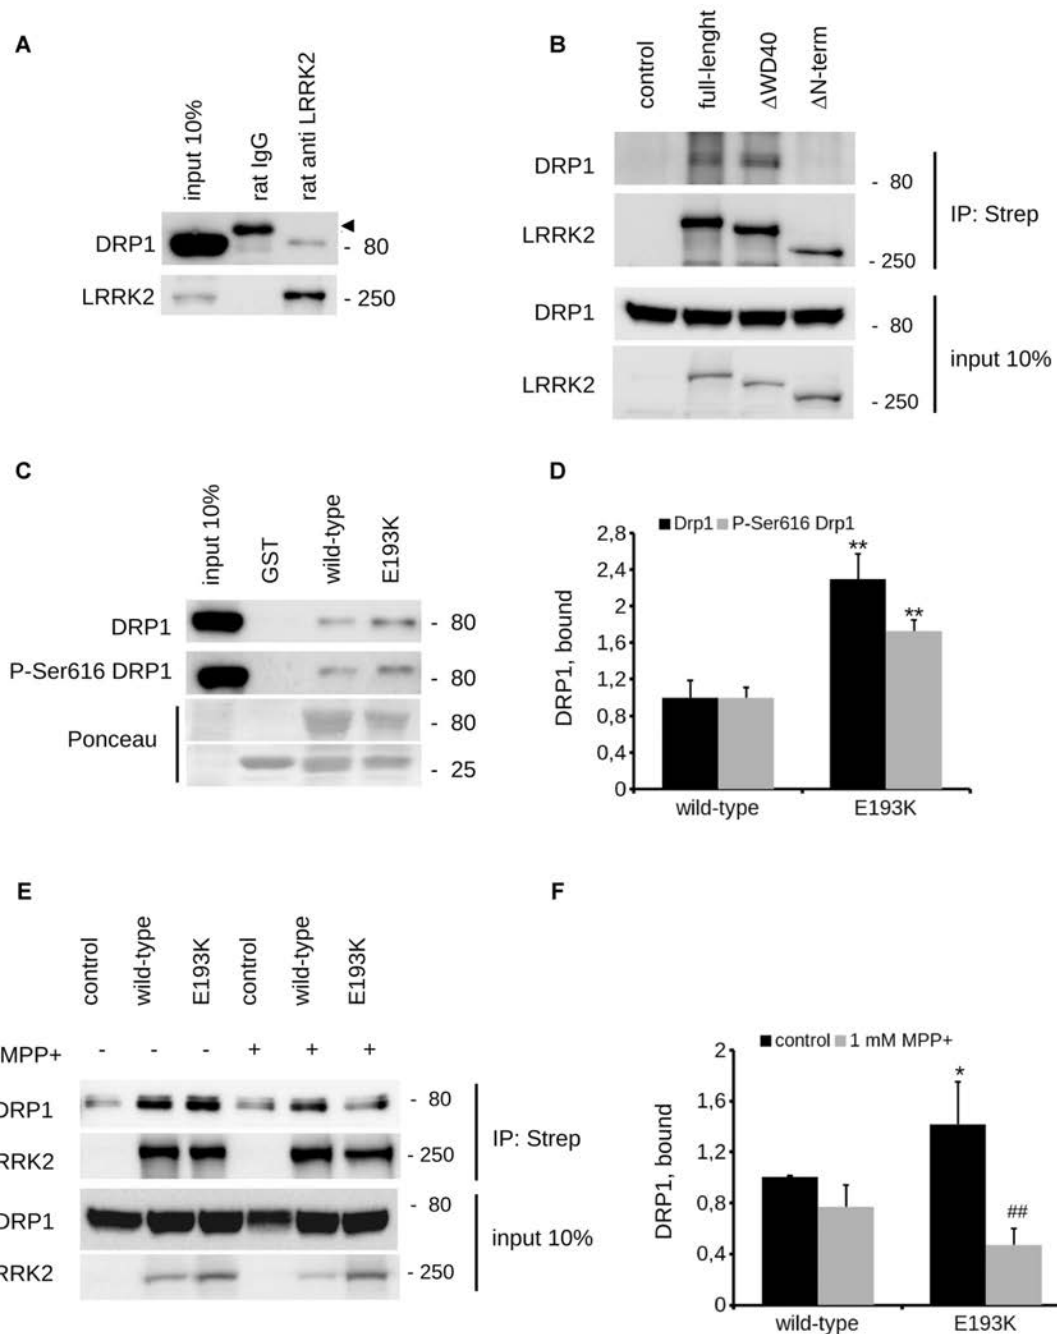 A
input 10%
rat IgG
rat anti LRRK2
DRP1
- 80
LRRK2
- 250
B
control
full-lenght
ΔWD40
ΔN-term
DRP1
- 80
LRRK2
- 250
IP: Strep
DRP1
- 80
LRRK2
- 250
input 10%
C
input 10%
GST
wild-type
E193K
DRP1
- 80
P-Ser616 DRP1
- 80
Ponceau
- 80
- 25
D
Drp1 P-Ser616 Drp1
DRP1, bound
2,8
2,4
2
1,6
1,2
0,8
0,4
0
**
**
wild-type E193K
E
control
wild-type
E193K
control
wild-type
E193K
MPP+ - - - + + +
DRP1
- 80
RRK2
- 250
IP: Strep
DRP1
- 80
RRK2
- 250
input 10%
F
control 1 mM MPP+
DRP1, bound
2
1,6
1,2
0,8
0,4
0
*
##
wild-type E193K